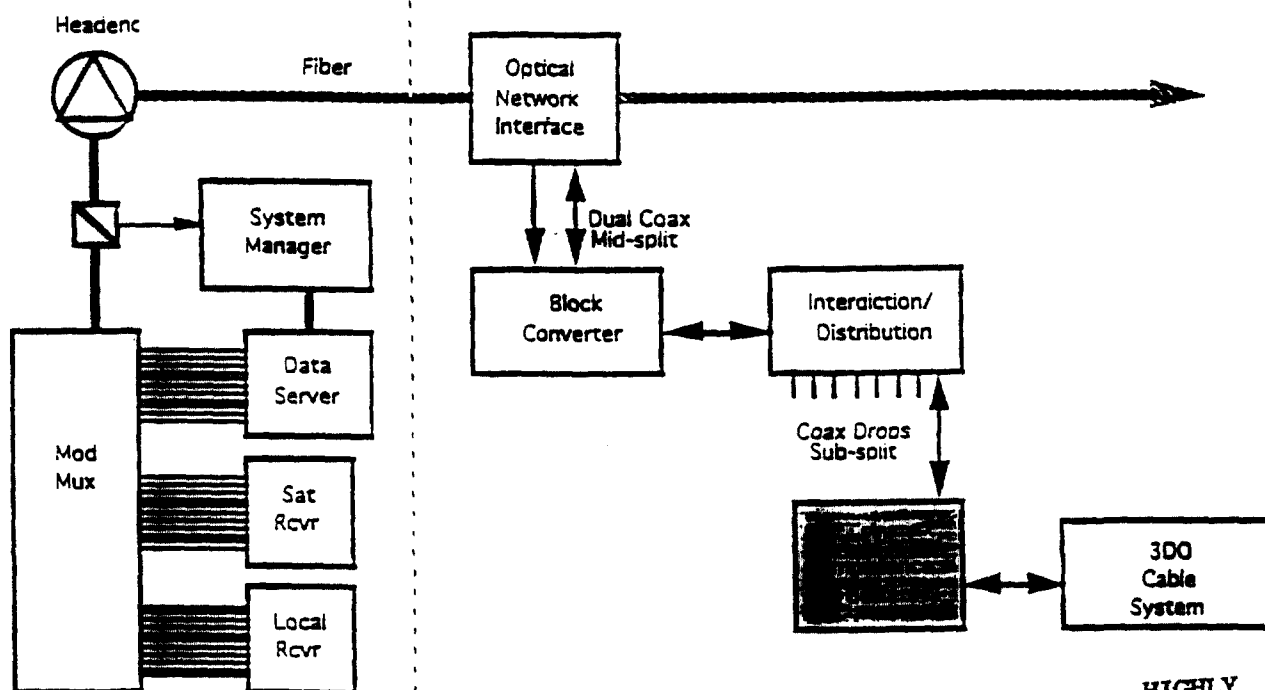 Headenc
Fiber
Optical
Network
Interface
System
Manager
Dual Coax
Mid-split
Block
Converter
Interdiction/
Distribution
Data
Server
Coax Drops
Sub-split
Mod
Mux
Sat
Rcvr
3DO
Cable
System
Local
Rcvr
HIGHLY